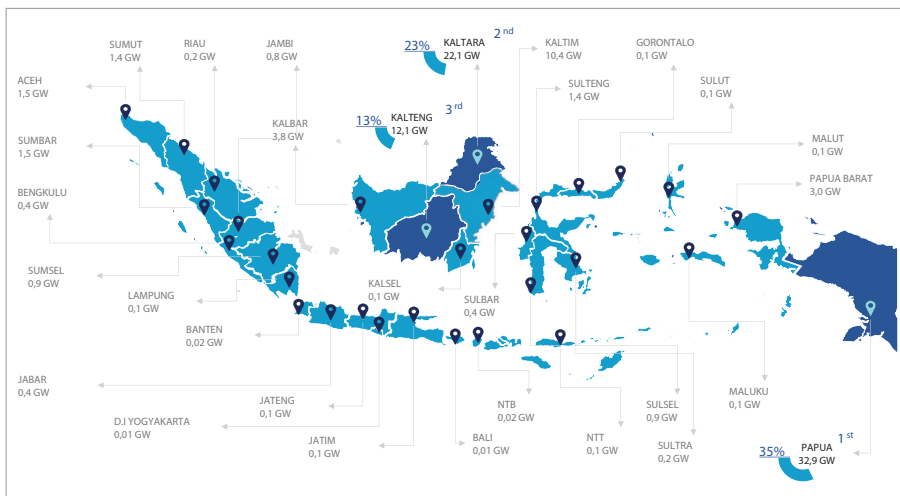 SUMUT
1,4 GW
RIAU
0,2 GW
JAMBI
0,8 GW
23%
KALTARA
22,1 GW
2nd
KALTIM
10,4 GW
GORONTALO
0,1 GW
ACEH
1,5 GW
SULTENG
1,4 GW
SULUT
0,1 GW
SUMBAR
1,5 GW
KALBAR
3,8 GW
13%
KALTENG
12,1 GW
3rd
MALUT
0,1 GW
BENGKULU
0,4 GW
PAPUA BARAT
3,0 GW
SUMSEL
0,9 GW
LAMPUNG
0,1 GW
KALSEL
0,1 GW
SULBAR
0,4 GW
BANTEN
0,02 GW
JABAR
0,4 GW
D.I YOGYAKARTA
0,01 GW
JATENG
0,1 GW
JATIM
0,1 GW
BALI
0,01 GW
NTB
0,02 GW
NTT
0,1 GW
SULSEL
0,9 GW
SULTRA
0,2 GW
MALUKU
0,1 GW
35%
PAPUA
32,9 GW
1st